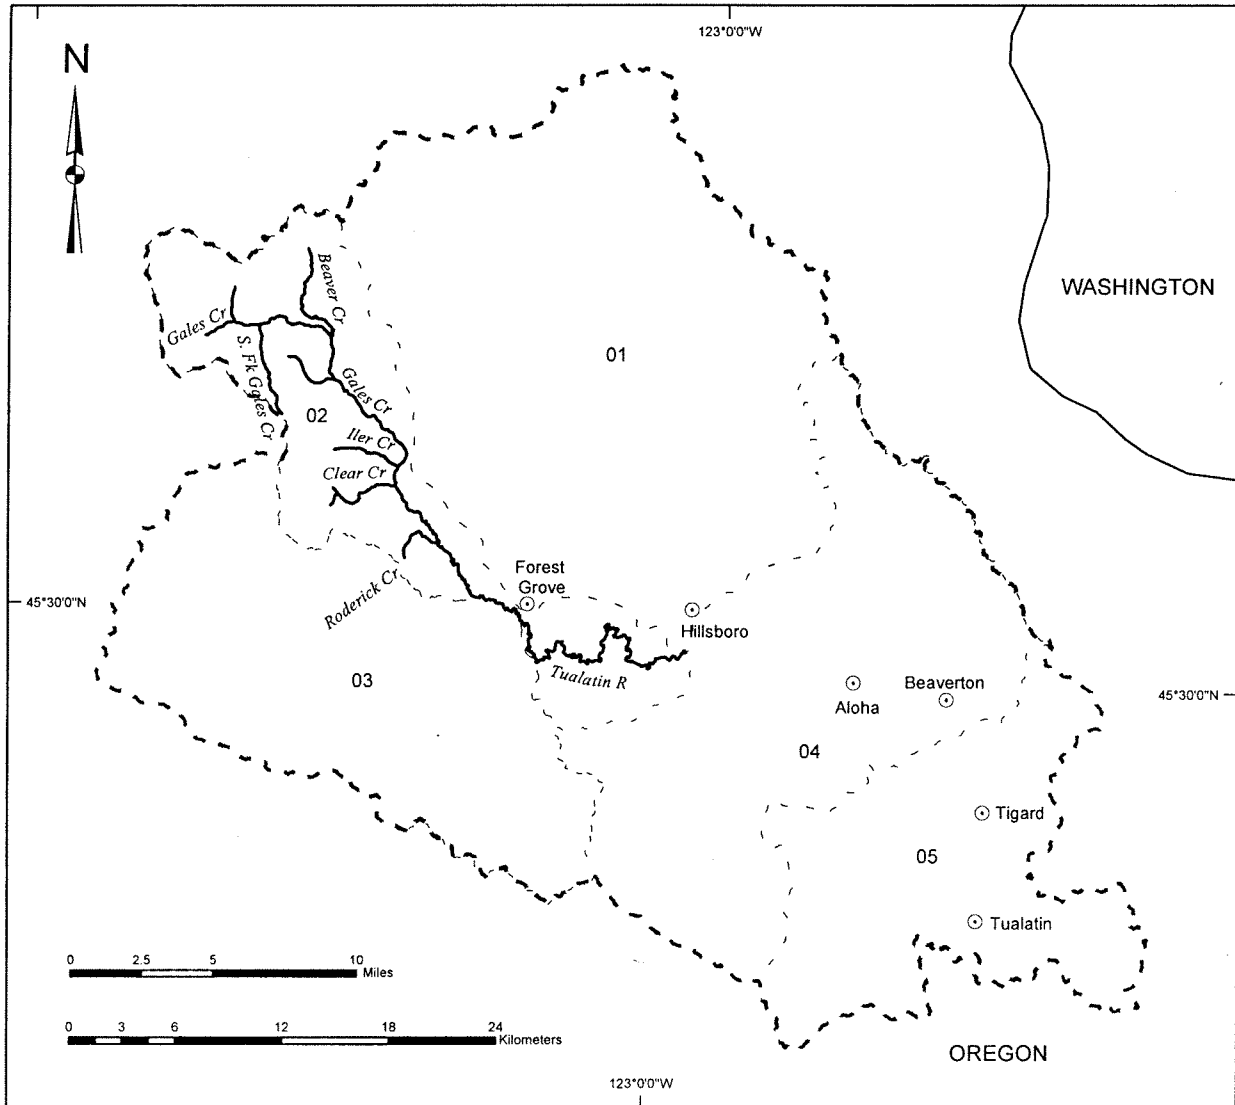 123°0'0"W
N
WASHINGTON
Beaver Cr
Gales Cr
S. Fk Gales Cr
01
Gales Cr
02
Iler Cr
Clear Cr
Roderick Cr
Forest
Grove
45°30'0"N
Hillsboro
Tualatin R
03
Aloha
Beaverton
45°30'0"N
04
Tigard
05
Tualatin
0 2.5 5 10 Miles
0 3 6 12 18 24 Kilometers
OREGON
123°0'0"W